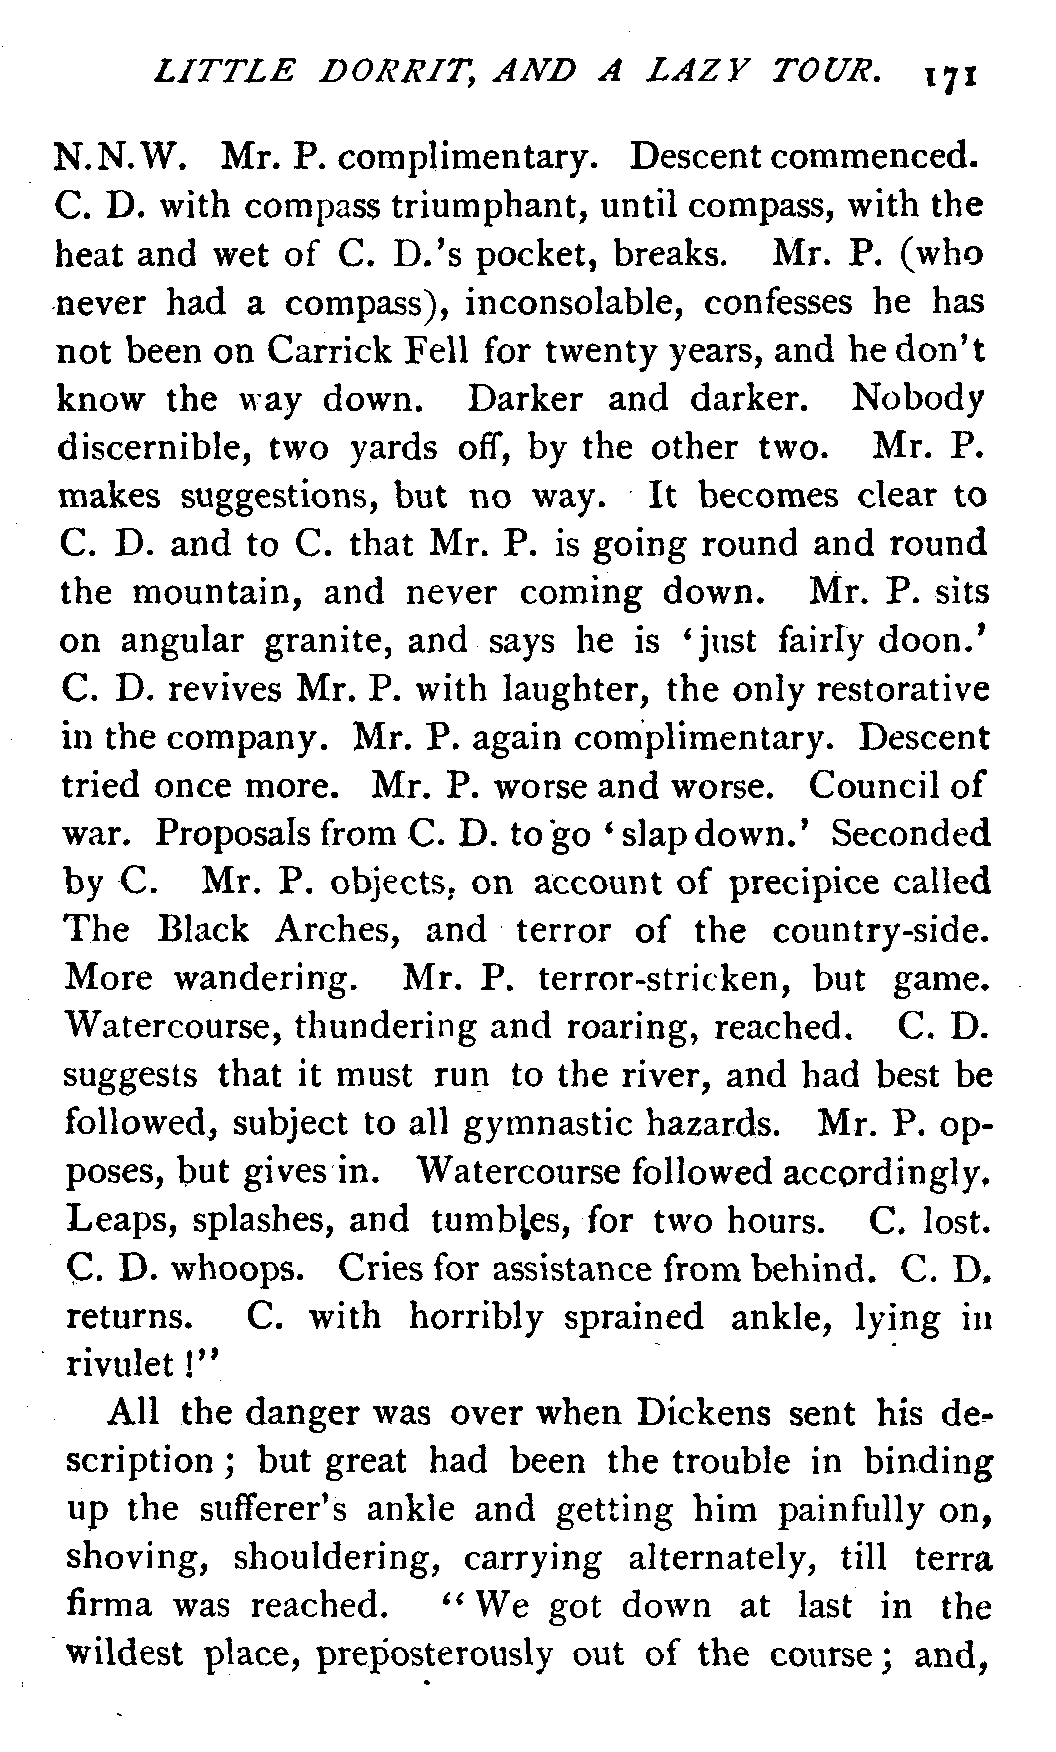 LITTLE DORRIT, AND A LAZY TOUR. 171
N.N.W. Mr. P. complimentary. Descent commenced.
C. D. with compass triumphant, until compass, with the
heat and wet of C. D.'s pocket, breaks. Mr. P. (who
never had a compass), inconsolable, confesses he has
not been on Carrick Fell for twenty years, and he don't
know the way down. Darker and darker. Nobody
discernible, two yards off, by the other two. Mr. P.
makes suggestions, but no way. It becomes clear to
C. D. and to C. that Mr. P. is going round and round
the mountain, and never coming down. Mr. P. sits
on angular granite, and says he is 'just fairly doon.'
C. D. revives Mr. P. with laughter, the only restorative
in the company. Mr. P. again complimentary. Descent
tried once more. Mr. P. worse and worse. Council of
war. Proposals from C. D. to go 'slap down.' Seconded
by C. Mr. P. objects, on account of precipice called
The Black Arches, and terror of the country-side.
More wandering. Mr. P. terror-stricken, but game.
Watercourse, thundering and roaring, reached. C. D.
suggests that it must run to the river, and had best be
followed, subject to all gymnastic hazards. Mr. P. op-
poses, but gives in. Watercourse followed accordingly.
Leaps, splashes, and tumbles, for two hours. C. lost.
C. D. whoops. Cries for assistance from behind. C. D.
returns. C. with horribly sprained ankle, lying in
rivulet!"
All the danger was over when Dickens sent his de-
scription; but great had been the trouble in binding
up the sufferer's ankle and getting him painfully on,
shoving, shouldering, carrying alternately, till terra
firma was reached. "We got down at last in the
wildest place, preposterously out of the course; and,